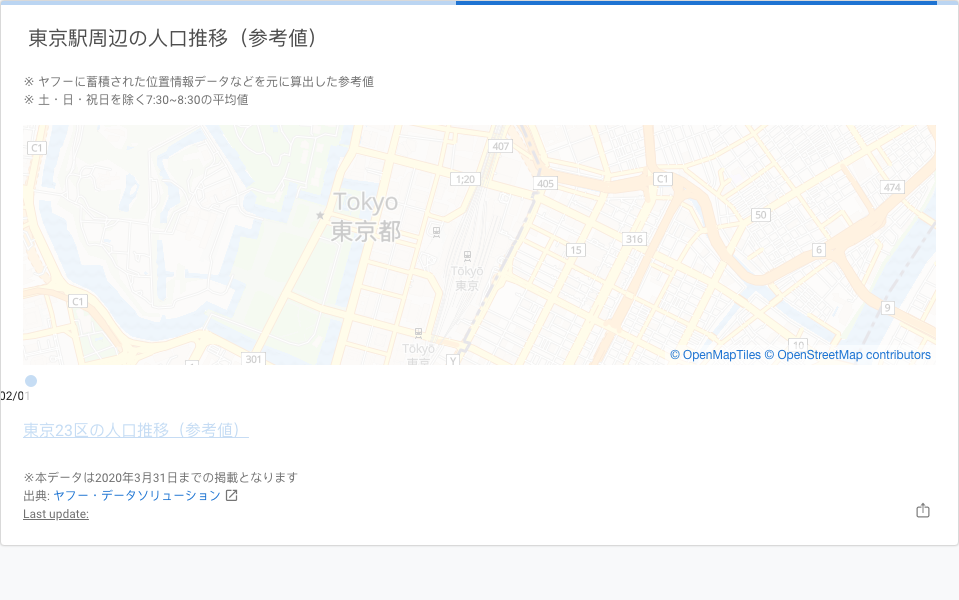 東京駅周辺の人口推移（参考値）
※ ヤフーに蓄積された位置情報データなどを元に算出した参考値
※ 土・日・祝日を除く7:30~8:30の平均値
C1
407
1;20
405
C1
474
Tokyo
東京都
50
316
15
6
Tōkyō
東京
C1
9
10
Tōkyō
東京
301
Y
© OpenMapTiles © OpenStreetMap contributors
02/01
東京23区の人口推移（参考値）
※本データは2020年3月31日までの掲載となります
出典: ヤフー・データソリューション
Last update: